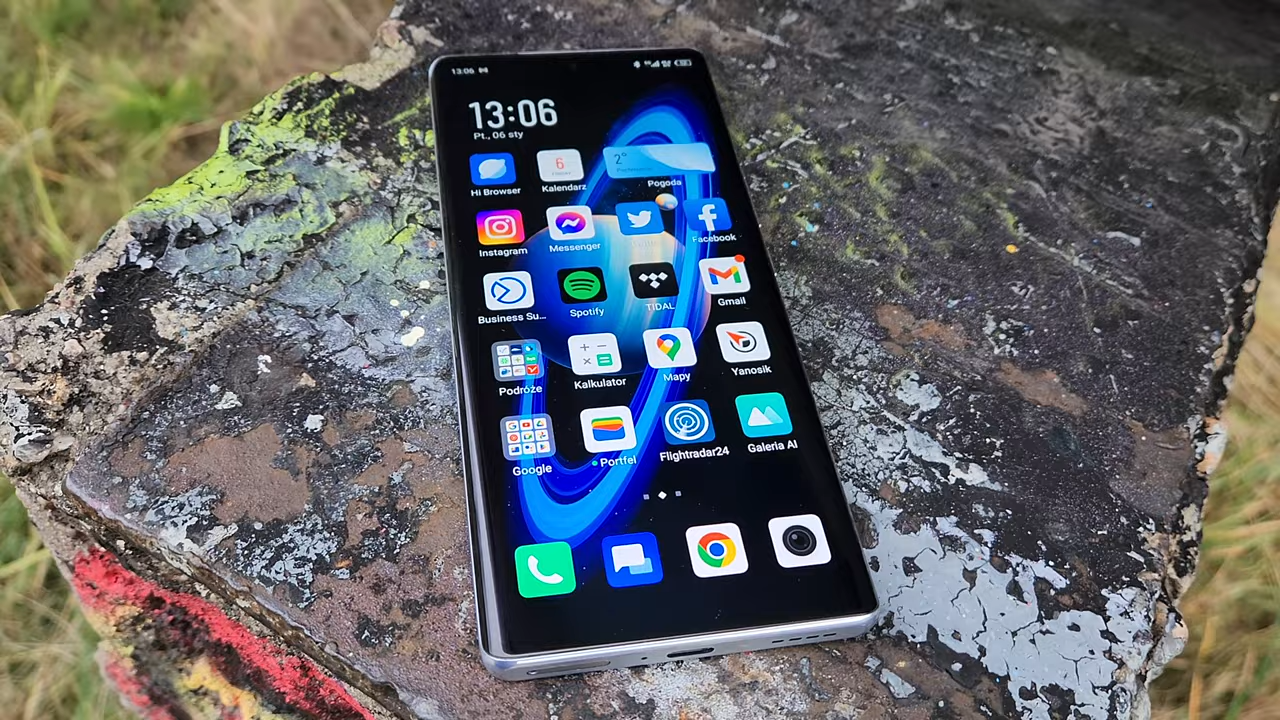 13:06
13:06
Pt., 06 sty
6
2°
Hi Browser
Kalendarz
Pogoda
Instagram
Messenger
Facebook
Business Su...
Spotify
TIDAL
Gmail
Podróże
Kalkulator
Mapy
Yanosik
Google
Portfel
Flightradar24
Galeria AI